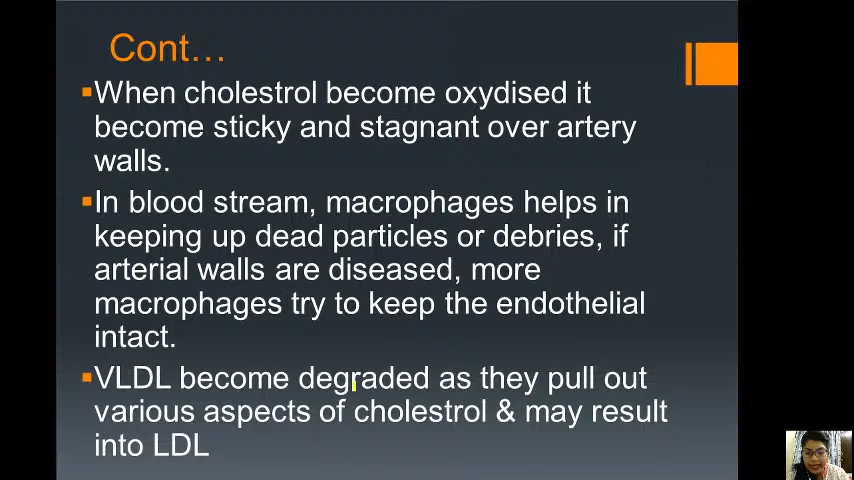 Cont…
▪When cholestrol become oxydised it
become sticky and stagnant over artery
walls.
▪In blood stream, macrophages helps in
keeping up dead particles or debries, if
arterial walls are diseased, more
macrophages try to keep the endothelial
intact.
▪VLDL become degraded as they pull out
various aspects of cholestrol & may result
into LDL